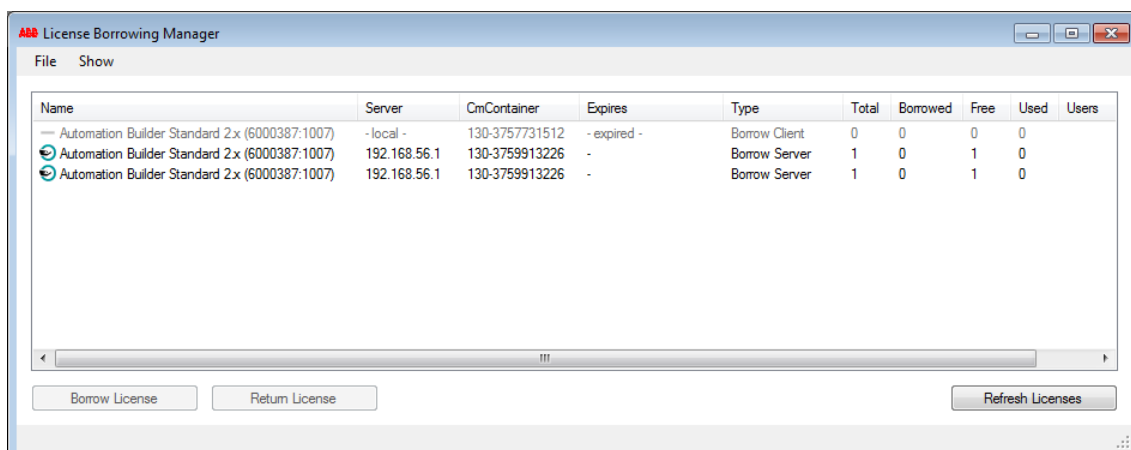 ABB License Borrowing Manager
File Show
Name Server CmContainer Expires Type Total Borrowed Free Used Users
Automation Builder Standard 2.x (6000387:1007) - local - 130-3757731512 - expired - Borrow Client 0 0 0 0
Automation Builder Standard 2.x (6000387:1007) 192.168.56.1 130-3759913226 - Borrow Server 1 0 1 0
Automation Builder Standard 2.x (6000387:1007) 192.168.56.1 130-3759913226 - Borrow Server 1 0 1 0
Borrow License Return License Refresh Licenses